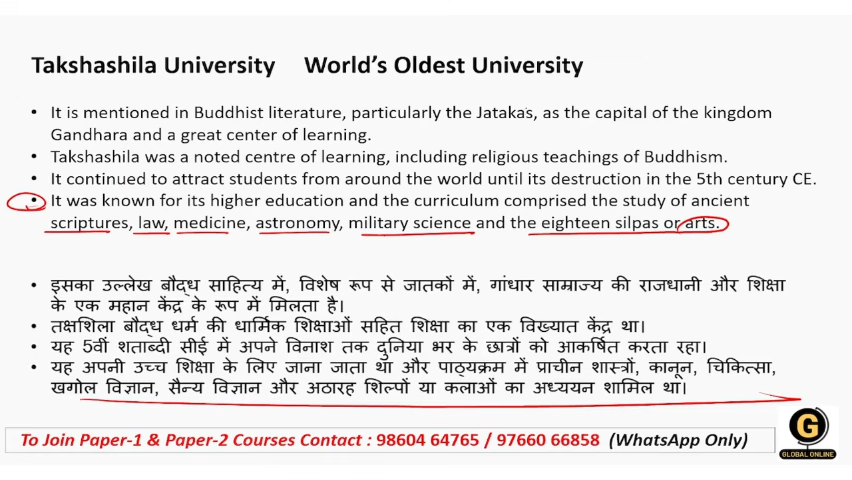 Takshashila University World's Oldest University
• It is mentioned in Buddhist literature, particularly the Jatakas, as the capital of the kingdom
Gandhara and a great center of learning.
• Takshashila was a noted centre of learning, including religious teachings of Buddhism.
• It continued to attract students from around the world until its destruction in the 5th century CE.
• It was known for its higher education and the curriculum comprised the study of ancient
scriptures, law, medicine, astronomy, military science and the eighteen silpas or arts.
• इसका उल्लेख बौद्ध साहित्य में, विशेष रूप से जातकों में, गांधार साम्राज्य की राजधानी और शिक्षा
के एक महान केंद्र के रूप में मिलता है।
• तक्षशिला बौद्ध धर्म की धार्मिक शिक्षाओं सहित शिक्षा का एक विख्यात केंद्र था।
• यह 5वीं शताब्दी सीई में अपने विनाश तक दुनिया भर के छात्रों को आकर्षित करता रहा।
• यह अपनी उच्च शिक्षा के लिए जाना जाता था और पाठ्यक्रम में प्राचीन शास्त्रों, कानून, चिकित्सा,
खगोल विज्ञान, सैन्य विज्ञान और अठारह शिल्पों या कलाओं का अध्ययन शामिल था।
To Join Paper-1 & Paper-2 Courses Contact : 98604 64765 / 97660 66858 (WhatsApp Only)
G
GLOBAL ONLINE